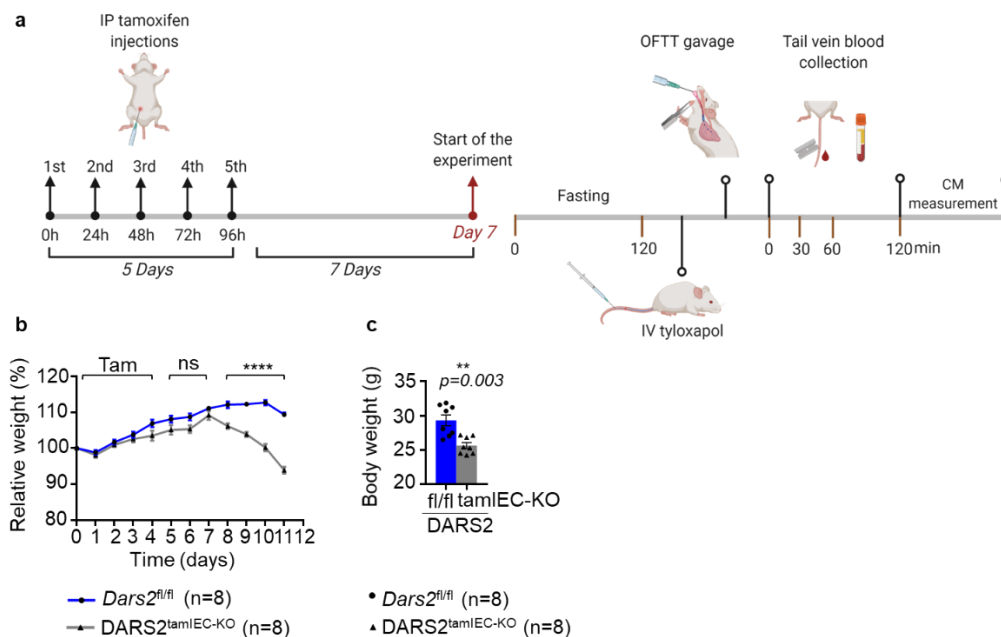 a
IP tamoxifen
injections
1st 2nd 3rd 4th 5th
0h 24h 48h 72h 96h
5 Days
7 Days
Start of the
experiment
Day 7
OFTT gavage
Tail vein blood
collection
Fasting
CM
measurement
0 120 0 30 60 120min
IV tyloxapol
b
Relative weight (%)
120
110
100
90
80
Tam ns ****
0 1 2 3 4 5 6 7 8 9 10 11 12
Time (days)
Dars2fl/fl (n=8)
DARS2tamIEC-KO (n=8)
c
**
p=0.003
Body weight (g)
35
30
25
20
fl/fl tamIEC-KO
DARS2
Dars2fl/fl (n=8)
DARS2tamIEC-KO (n=8)